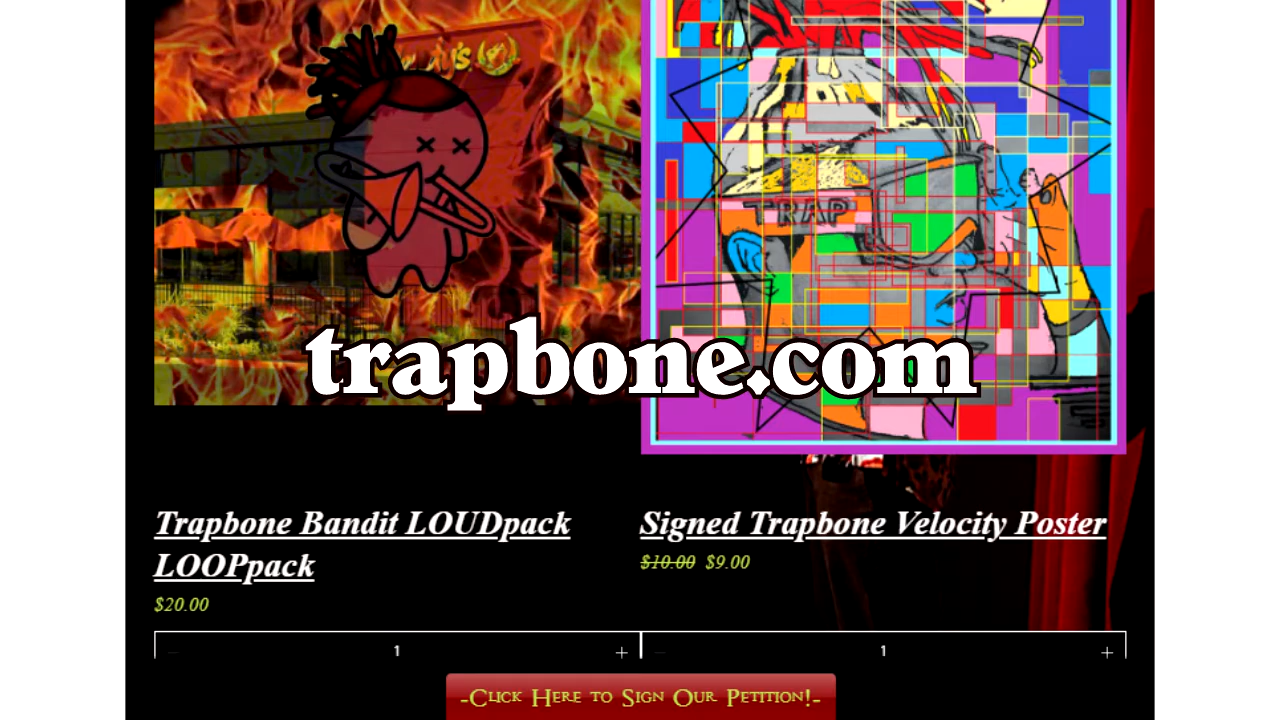 TRAP
trapbone.com
Trapbone Bandit LOUDpack
LOOPpack
$20.00
Signed Trapbone Velocity Poster
$10.00 $9.00
− 1 +
− 1 +
-Click Here to Sign Our Petition!-